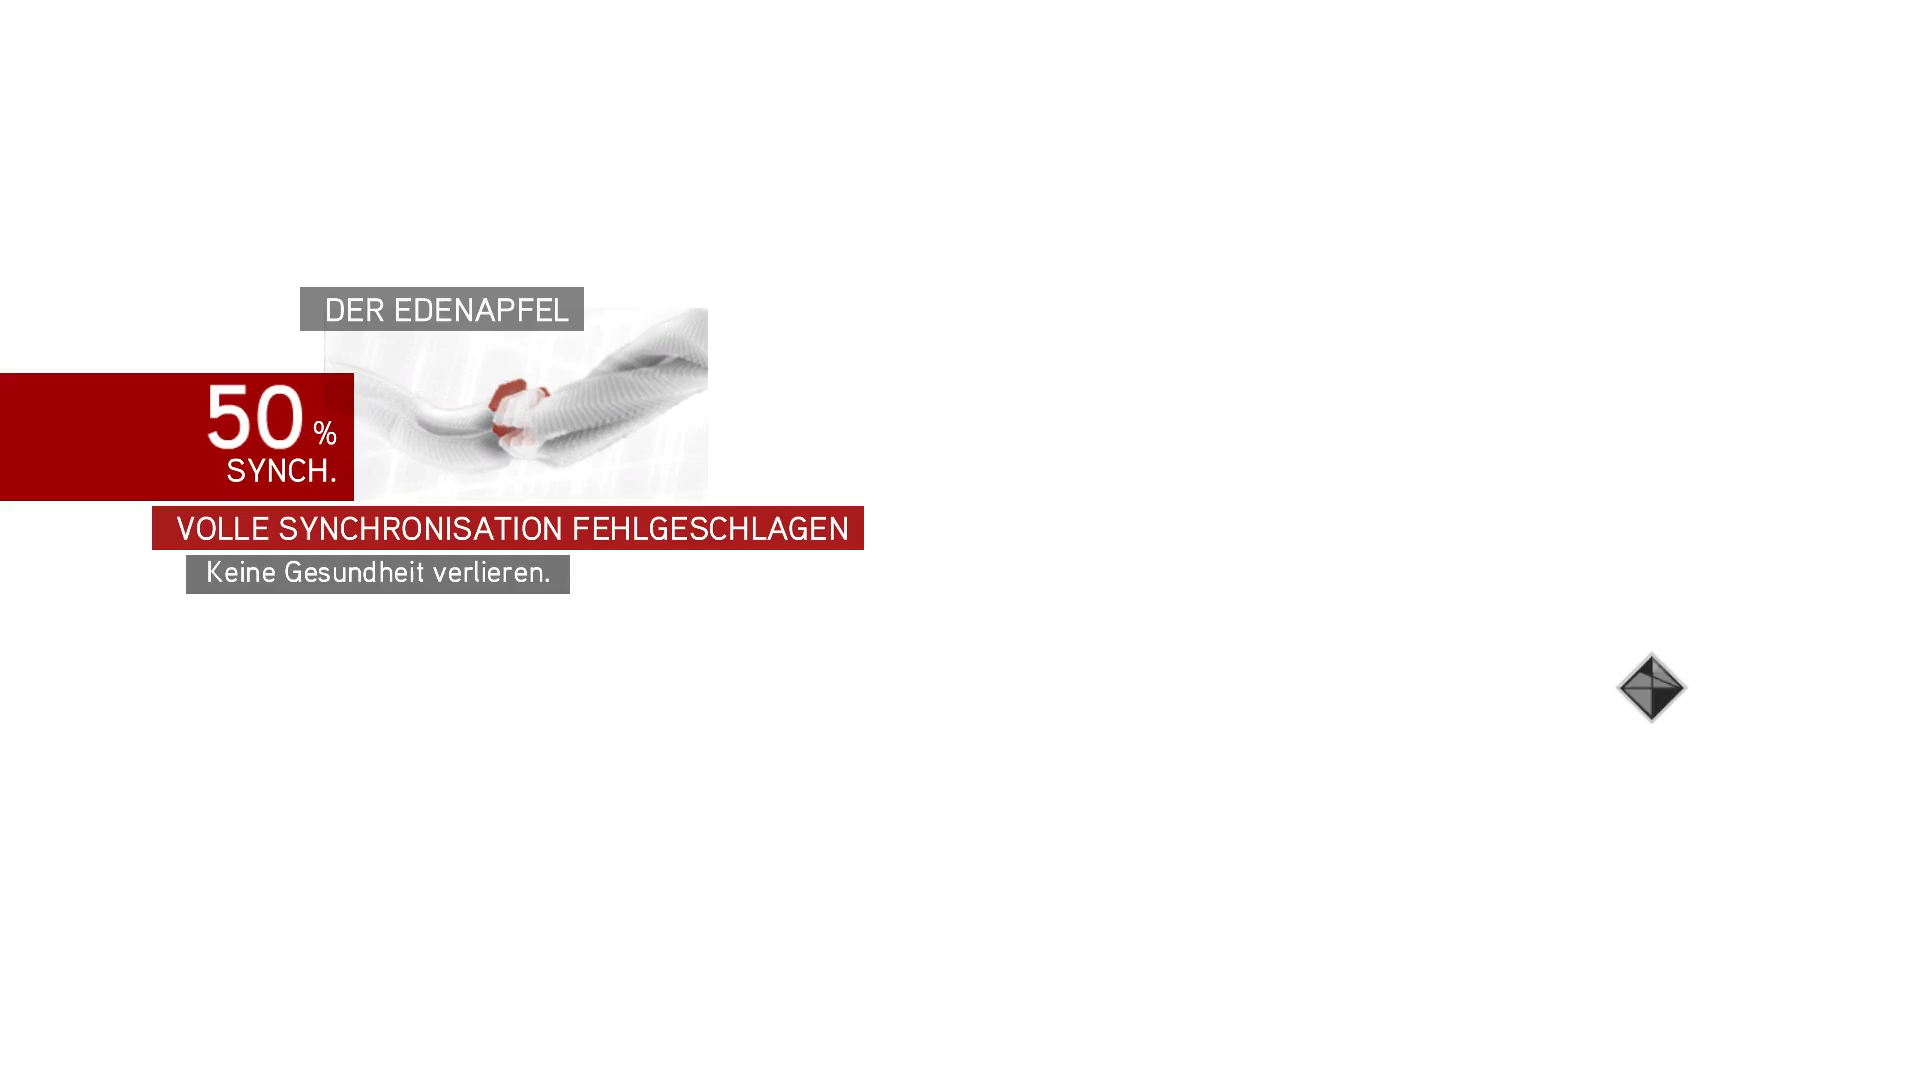 DER EDENAPFEL
50 %
SYNCH.
VOLLE SYNCHRONISATION FEHLGESCHLAGEN
Keine Gesundheit verlieren.